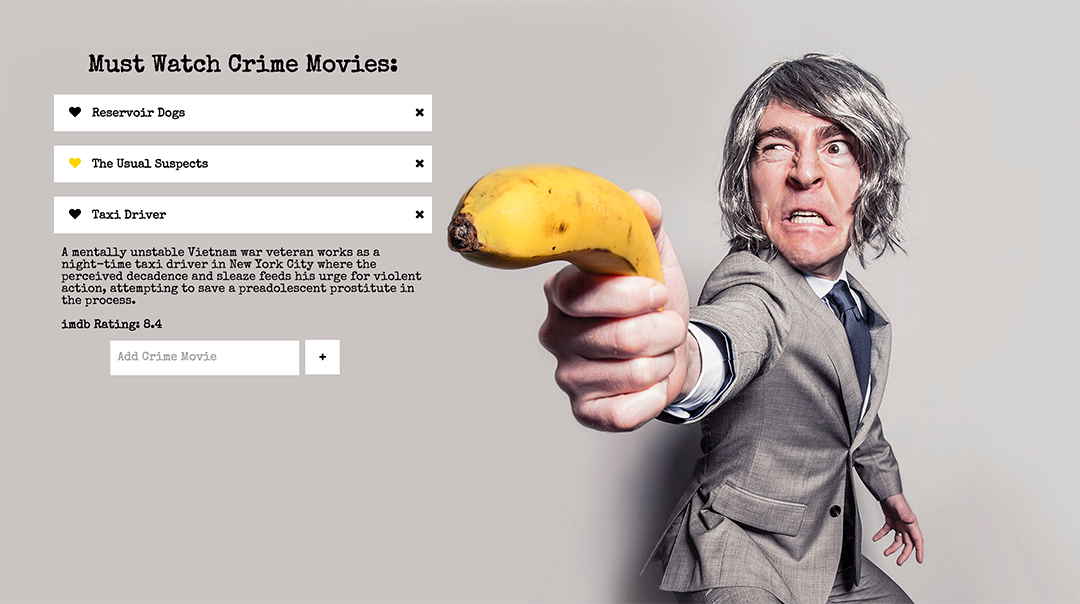 Must Watch Crime Movies:
Reservoir Dogs
The Usual Suspects
Taxi Driver
A mentally unstable Vietnam war veteran works as a
night-time taxi driver in New York City where the
perceived decadence and sleaze feeds his urge for violent
action, attempting to save a preadolescent prostitute in
the process.
imdb Rating: 8.4
Add Crime Movie
+